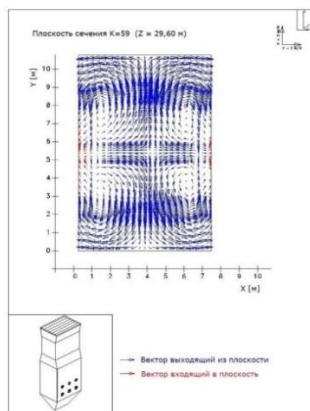 Плоскость сечения K=59 (Z = 29,60 м)
Y [м]
10
9
8
7
6
5
4
3
2
1
0
0 1 2 3 4 5 6 7 8 9 10
X [м]
Вектор выходящий из плоскости
Вектор входящий в плоскость